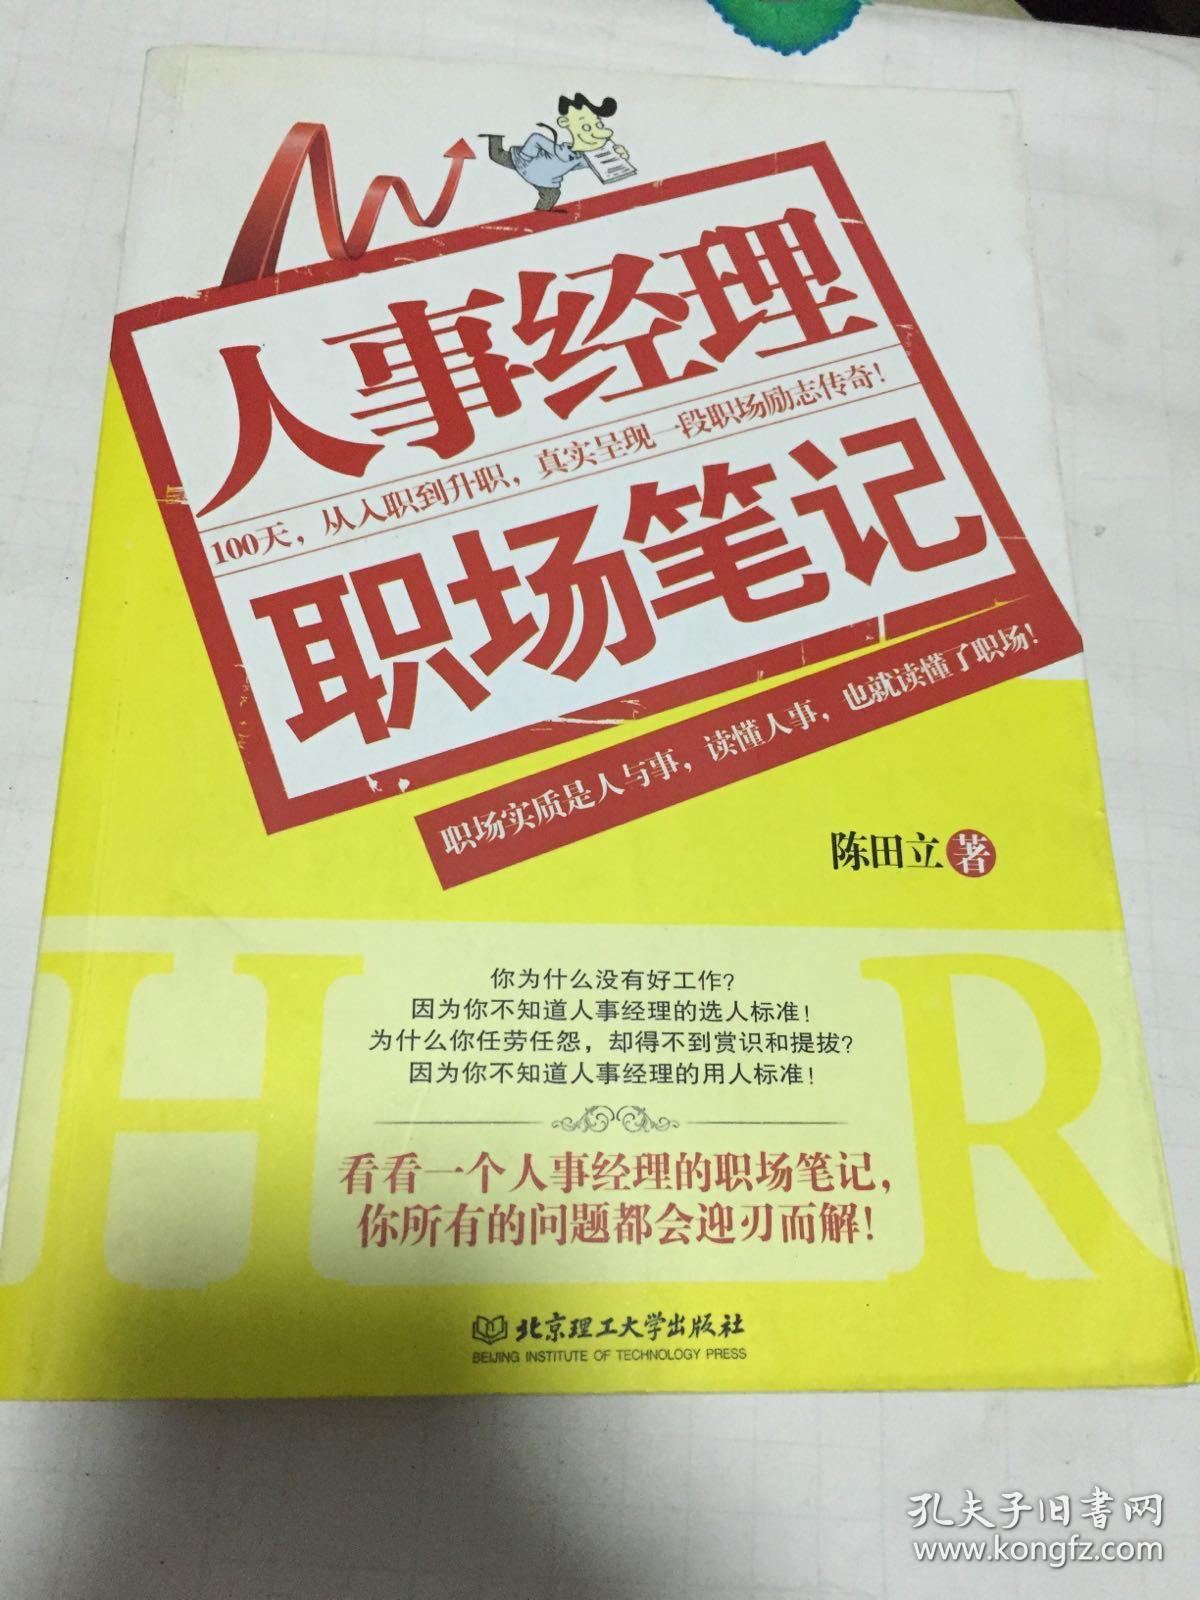 人事经理
100天，从入职到升职，真实呈现一段职场励志传奇！
职场笔记
职场实质是人与事，读懂人事，也就读懂了职场！
陈田立 著
HR
你为什么没有好工作？
因为你不知道人事经理的选人标准！
为什么你任劳任怨，却得不到赏识和提拔？
因为你不知道人事经理的用人标准！
看看一个人事经理的职场笔记，
你所有的问题都会迎刃而解！
北京理工大学出版社
BEIJING INSTITUTE OF TECHNOLOGY PRESS
孔夫子旧书网
www.kongfz.com